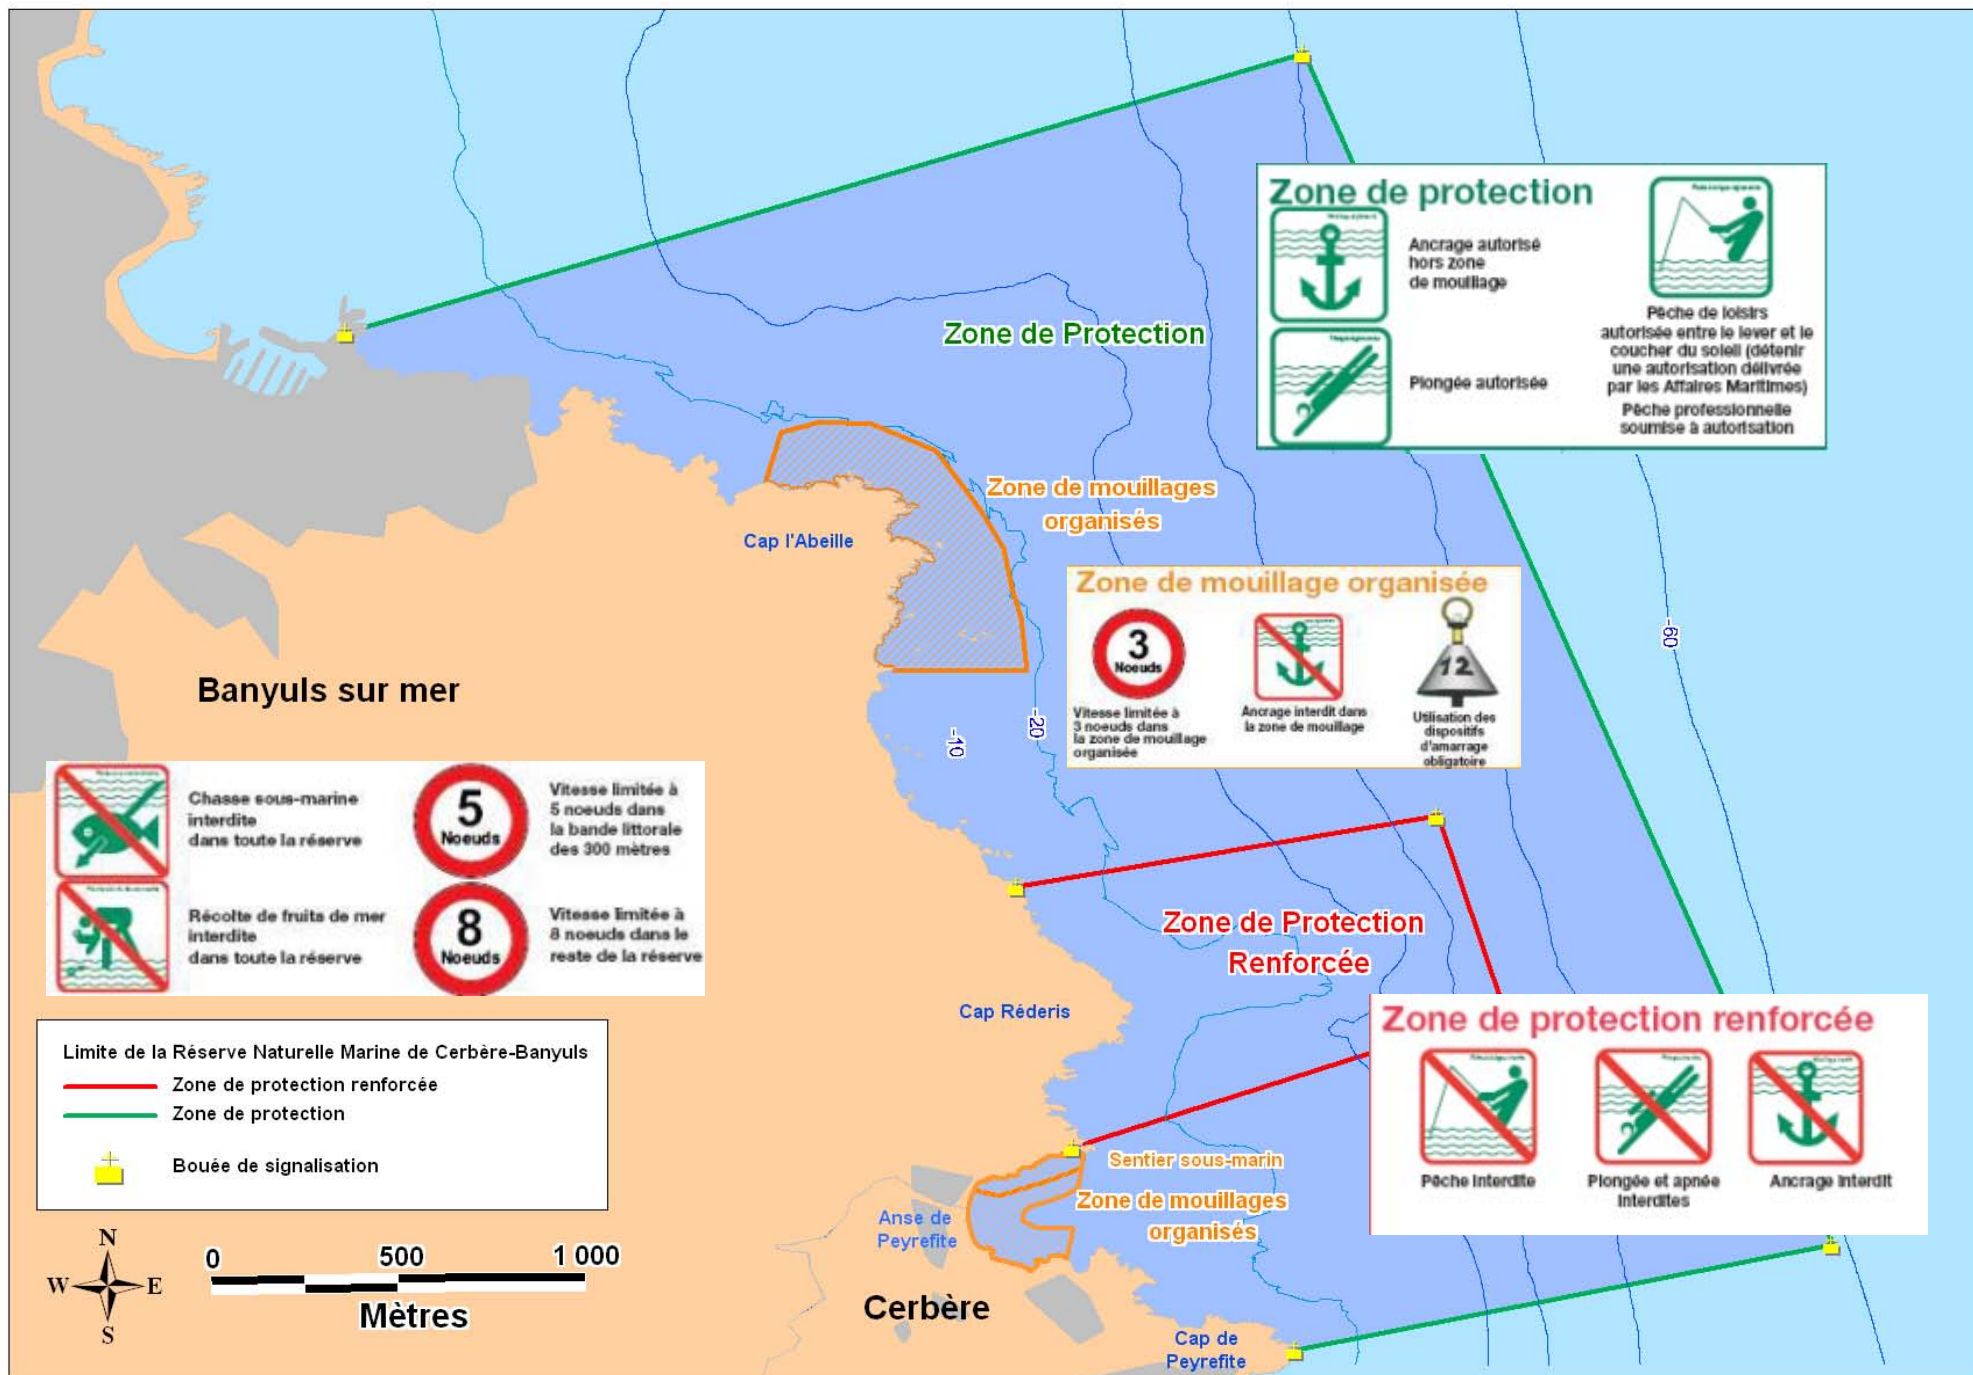 Zone de protection
Ancrage autorisé
hors zone
de mouillage
Plongée autorisée
Pêche de loisirs
autorisée entre le lever et le
coucher du soleil (détenir
une autorisation délivrée
par les Affaires Maritimes)
Pêche professionnelle
soumise à autorisation
Zone de Protection
Zone de mouillages
organisés
Cap l'Abeille
Zone de mouillage organisée
3
Noeuds
Vitesse limitée à
3 noeuds dans
la zone de mouillage
organisée
Ancrage interdit dans
la zone de mouillage
12
Utilisation des
dispositifs
d'amarrage
obligatoire
-60
-20
-10
Banyuls sur mer
Chasse sous-marine
interdite
dans toute la réserve
5
Noeuds
Vitesse limitée à
5 noeuds dans
la bande littorale
des 300 mètres
Récolte de fruits de mer
interdite
dans toute la réserve
8
Noeuds
Vitesse limitée à
8 noeuds dans le
reste de la réserve
Zone de Protection
Renforcée
Cap Réderis
Zone de protection renforcée
Pêche interdite
Plongée et apnée
interdites
Ancrage interdit
Limite de la Réserve Naturelle Marine de Cerbère-Banyuls
Zone de protection renforcée
Zone de protection
Bouée de signalisation
Sentier sous-marin
Zone de mouillages
organisés
Anse de
Peyrefite
N
W
E
S
0 500 1 000
Mètres
Cerbère
Cap de
Peyrefite